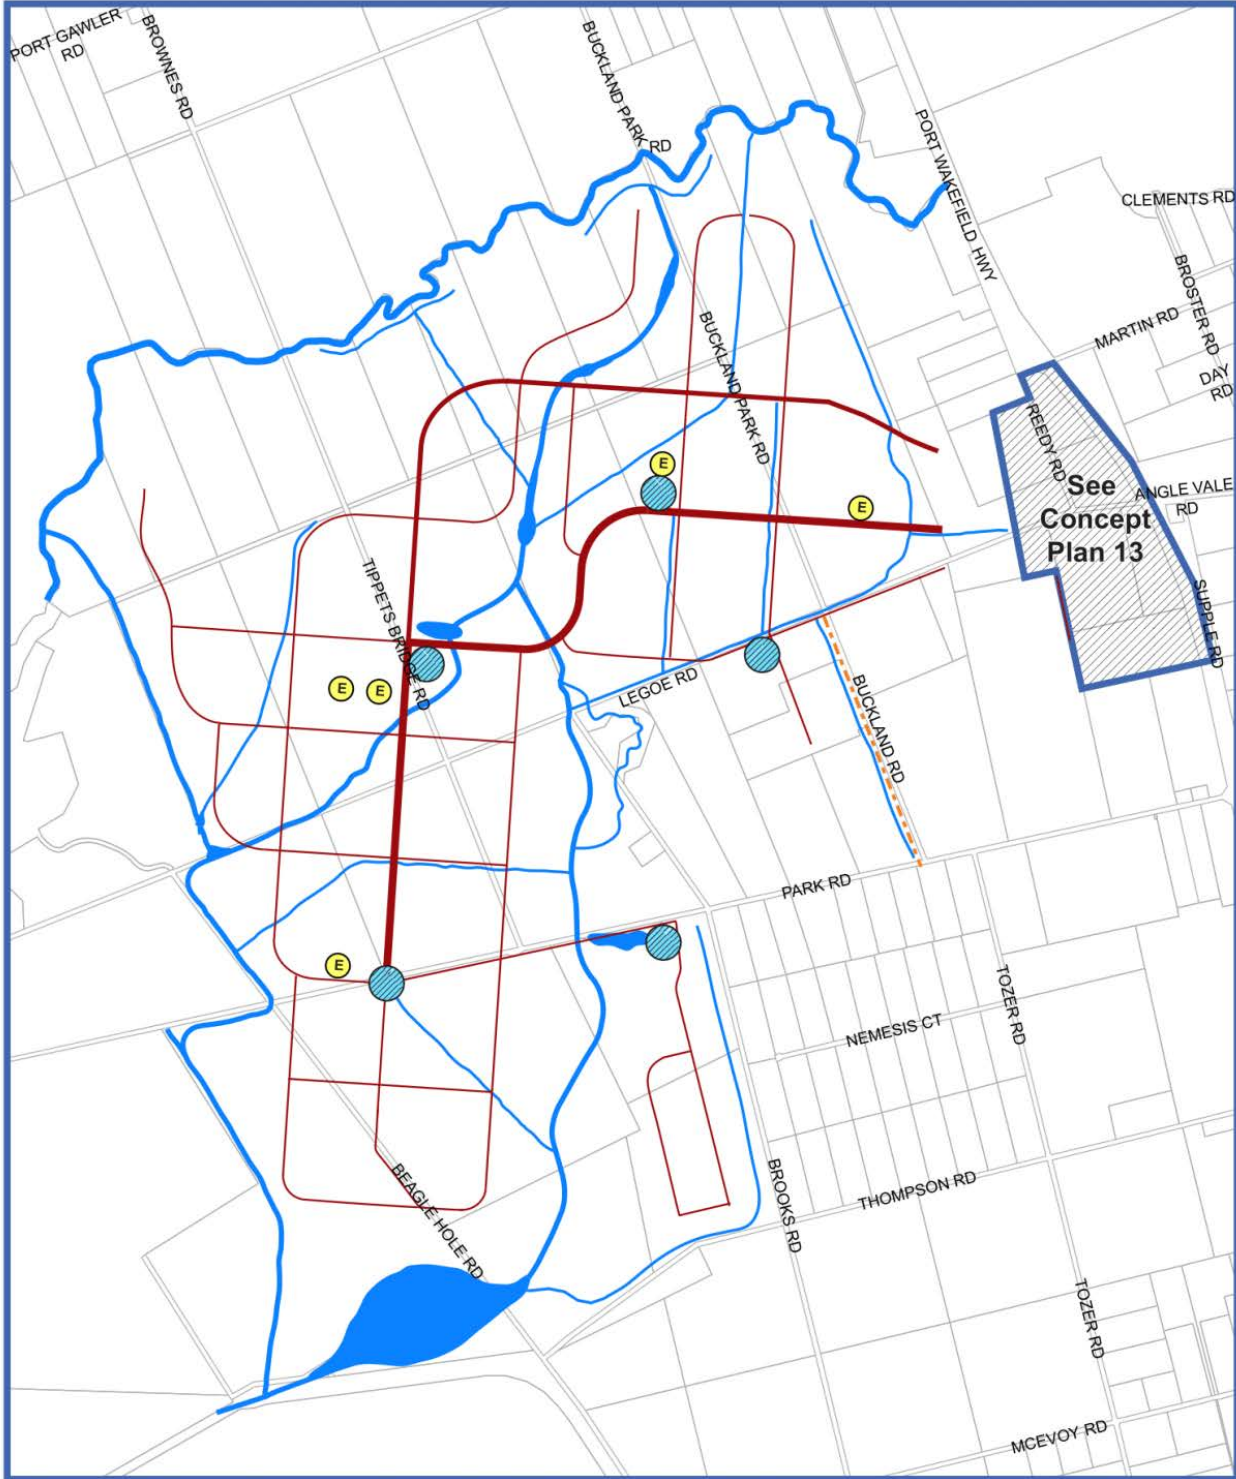 PORT GAWLER
RD
BROWNES RD
BUCKLAND PARK RD
PORT WAKEFIELD HWY
CLEMENTS RD
BROSTER RD
MARTIN RD
DAY
RD
BUCKLAND PARK RD
REEDY RD
See
Concept
Plan 13
ANGLE VALE
RD
E
E
TIPPETS BRIDGE RD
SUPPLE RD
E
E
LEGOE RD
BUCKLAND RD
PARK RD
E
TOZER RD
NEMESIS CT
BEAGLE HOLE RD
BROOKS RD
THOMPSON RD
TOZER RD
MCEVOY RD